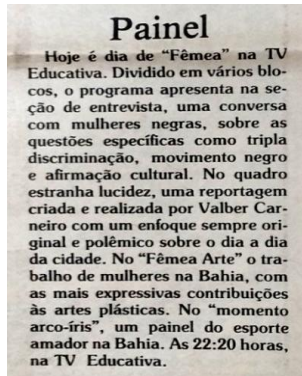 Painel
Hoje é dia de “Fêmea” na TV
Educativa. Dividido em vários blo-
cos, o programa apresenta na se-
ção de entrevista, uma conversa
com mulheres negras, sobre as
questões específicas como tripla
discriminação, movimento negro
e afirmação cultural. No quadro
estranha lucidez, uma reportagem
criada e realizada por Valber Car-
neiro com um enfoque sempre ori-
ginal e polêmico sobre o dia a dia
da cidade. No “Fêmea Arte” o tra-
balho de mulheres na Bahia, com
as mais expressivas contribuições
às artes plásticas. No “momento
arco-íris”, um painel do esporte
amador na Bahia. As 22:20 horas,
na TV Educativa.